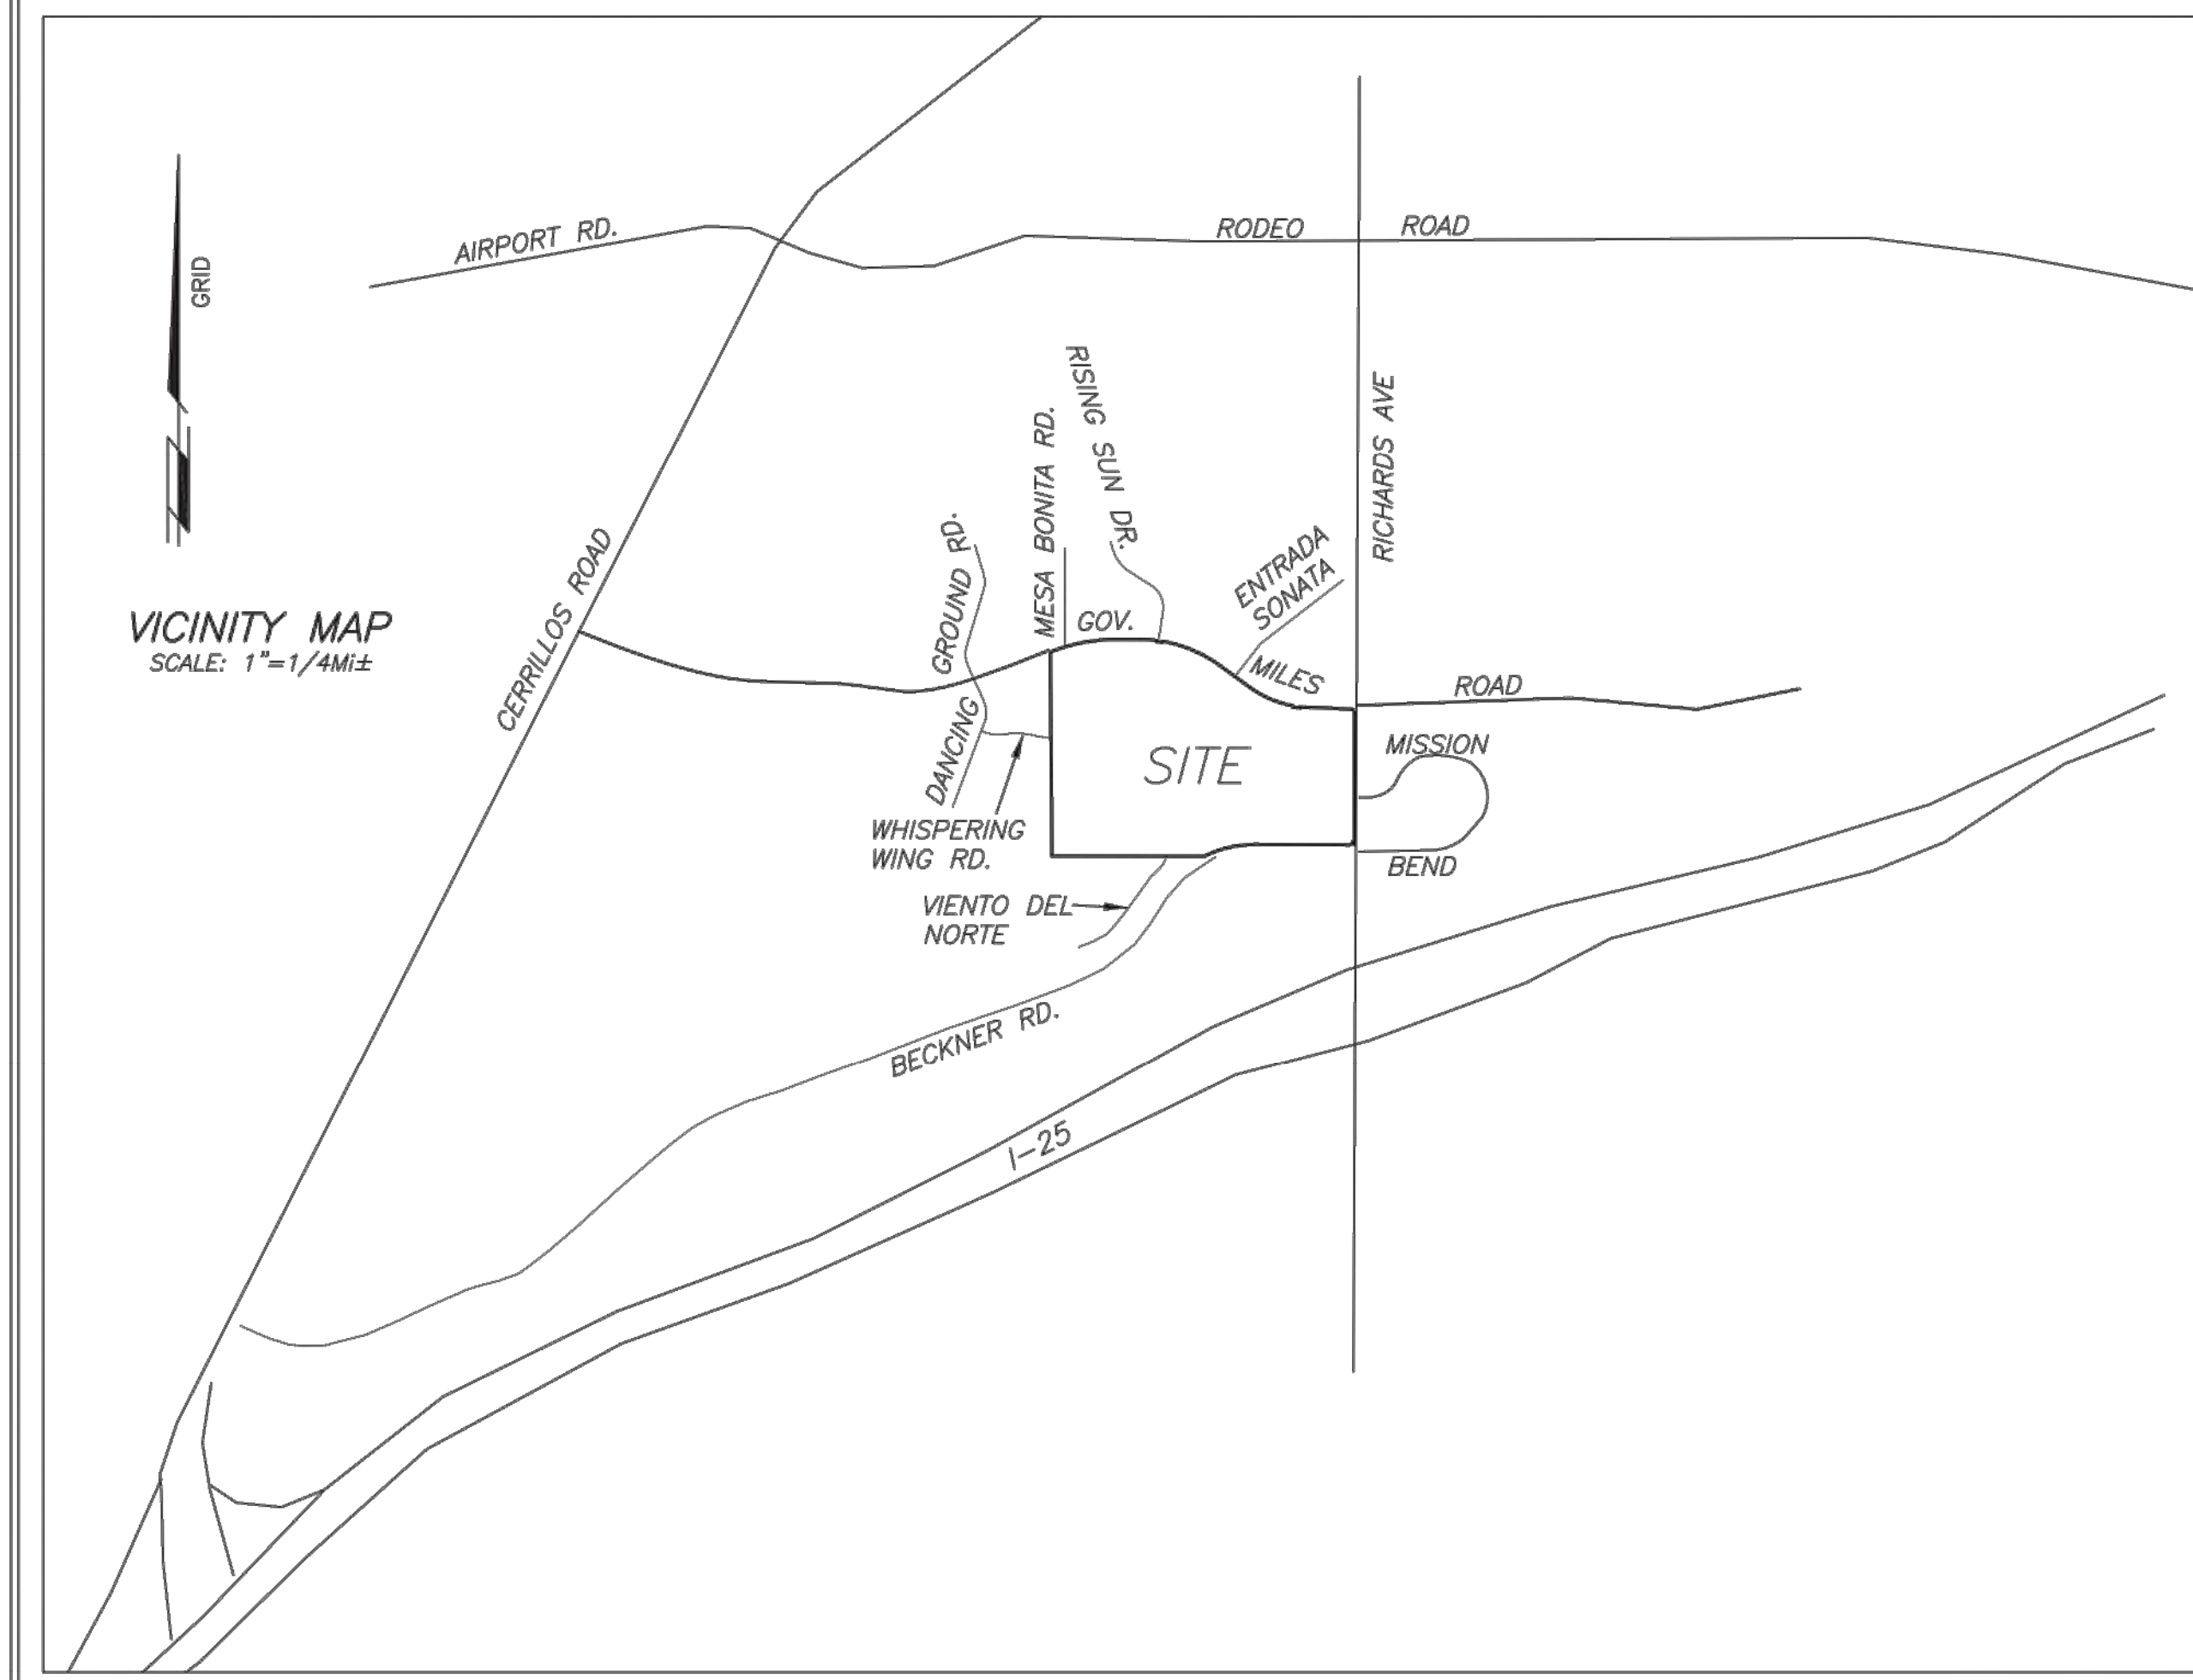 AIRPORT RD.
RODEO ROAD
GRID
N
VICINITY MAP
SCALE: 1"=1/4Mi±
CERRILLOS ROAD
DANCING GROUND RD.
MESA BONITA RD.
RISING SUN DR.
ENTRADA
SONATA
RICHARDS AVE
GOV. MILES ROAD
SITE
MISSION
BEND
WHISPERING
WING RD.
VIENTO DEL
NORTE
BECKNER RD.
I-25